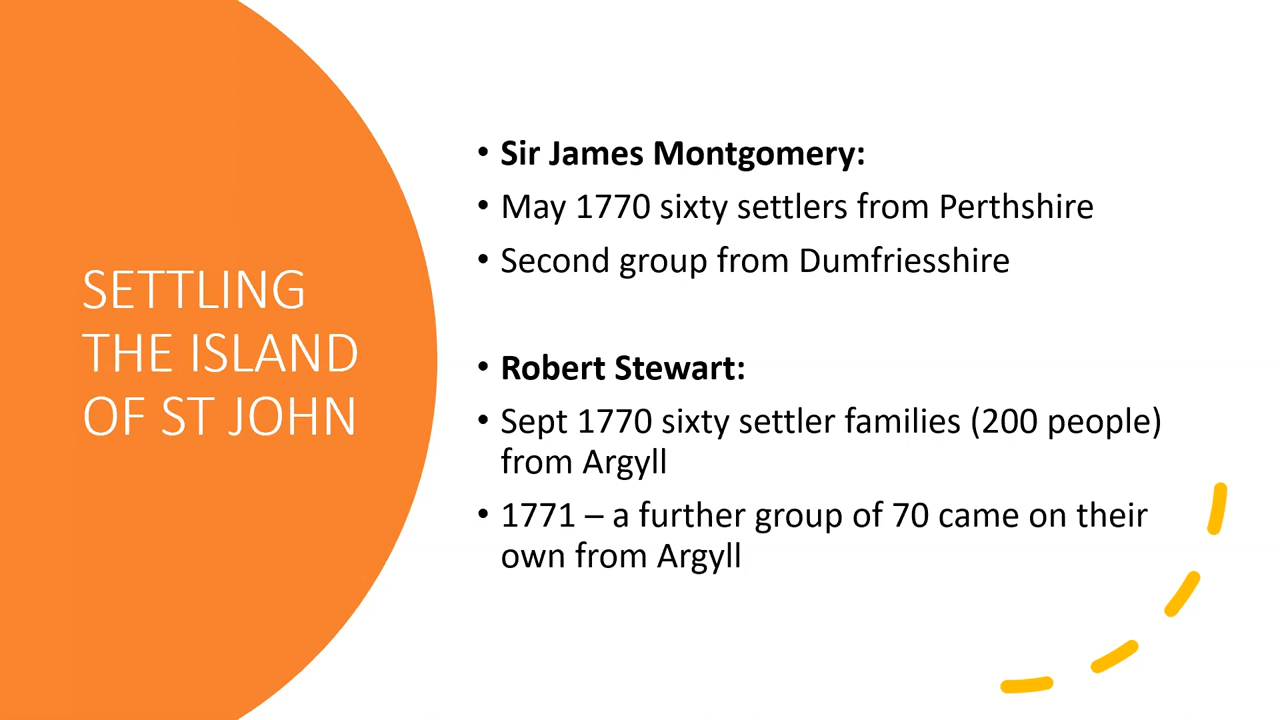 SETTLING
THE ISLAND
OF ST JOHN
• Sir James Montgomery:
• May 1770 sixty settlers from Perthshire
• Second group from Dumfriesshire
• Robert Stewart:
• Sept 1770 sixty settler families (200 people)
from Argyll
• 1771 – a further group of 70 came on their
own from Argyll